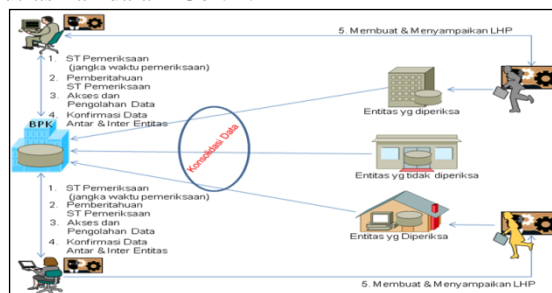 5. Membuat & Menyampaikan LHP
1. ST Pemeriksaan
(jangka waktu pemeriksaan)
2. Pemberitahuan
ST Pemeriksaan
3. Akses dan
Pengolahan Data
4. Konfirmasi Data
Antar & Inter Entitas
BPK
Konsolidasi Data
Entitas yg diperiksa
Entitas yg tidak diperiksa
Entitas yg Diperiksa
1. ST Pemeriksaan
(jangka waktu pemeriksaan)
2. Pemberitahuan
ST Pemeriksaan
3. Akses dan
Pengolahan Data
4. Konfirmasi Data
Antar & Inter Entitas
5. Membuat & Menyampaikan LHP